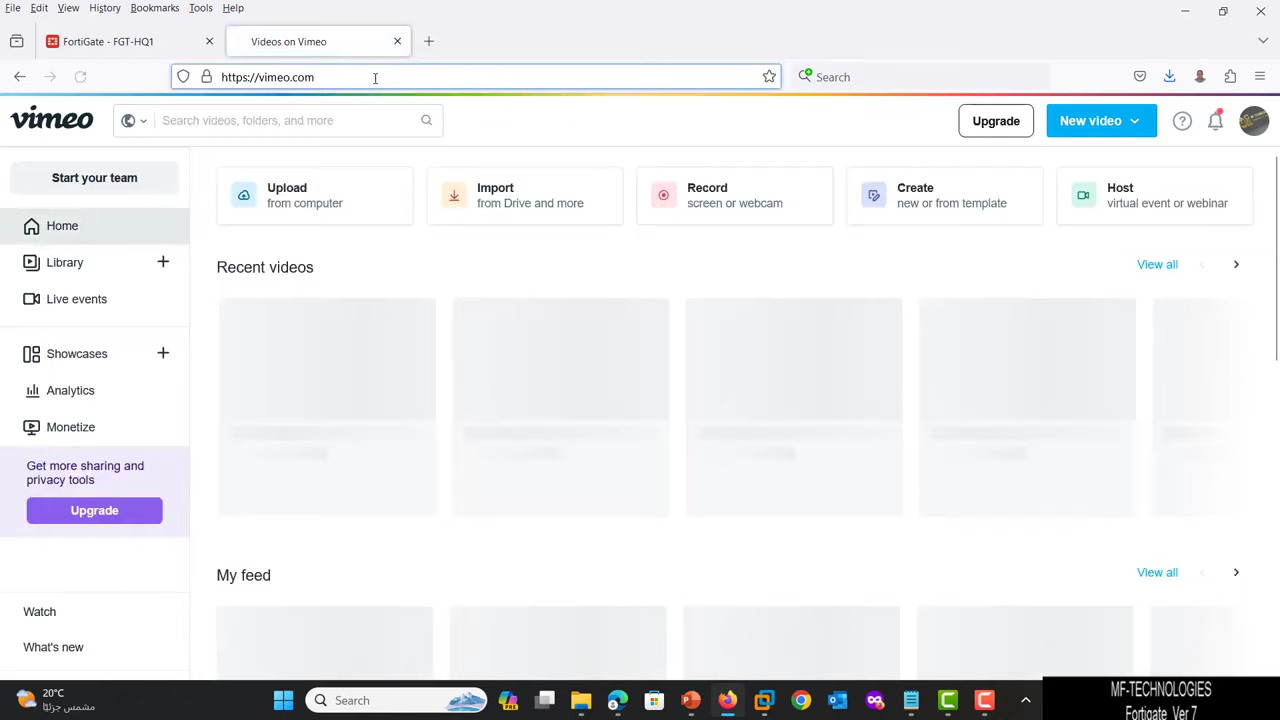 File Edit View History Bookmarks Tools Help
FortiGate - FGT-HQ1
Videos on Vimeo
https://vimeo.com
Search
vimeo
Search videos, folders, and more
Upgrade
New video
Start your team
Home
Library
Live events
Showcases
Analytics
Monetize
Get more sharing and
privacy tools
Upgrade
Watch
What's new
Upload
from computer
Import
from Drive and more
Record
screen or webcam
Create
new or from template
Host
virtual event or webinar
Recent videos
View all
My feed
View all
20°C
مشمس جزئيًا
Search
MF-TECHNOLOGIES
Fortigate Ver 7